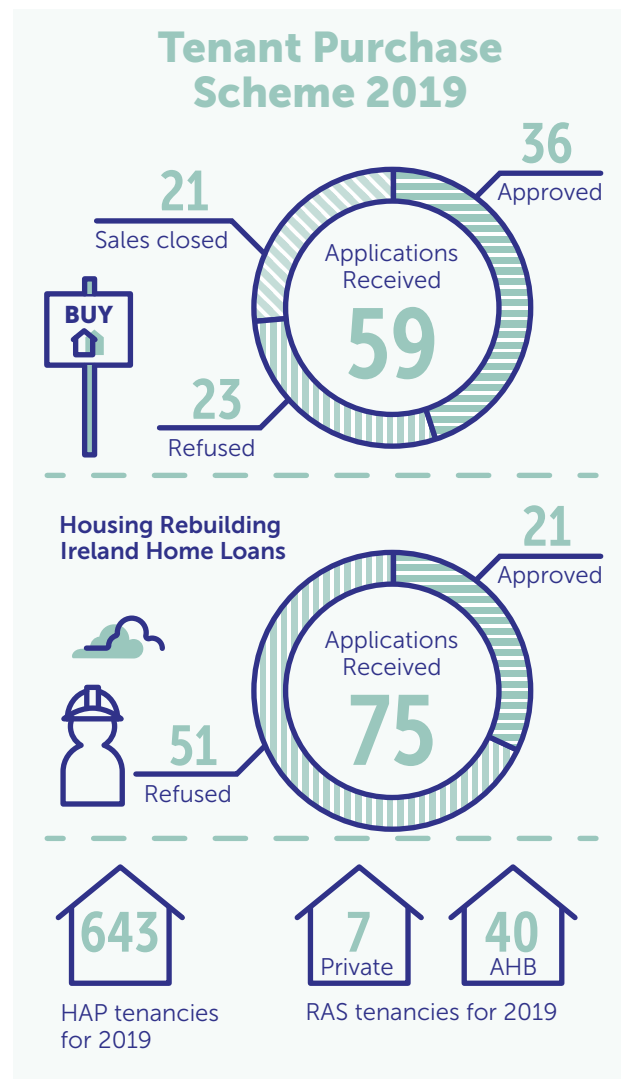 Tenant Purchase
Scheme 2019
36
Approved
21
Sales closed
Applications
Received
59
BUY
23
Refused
Housing Rebuilding
Ireland Home Loans
21
Approved
Applications
Received
75
51
Refused
643
HAP tenancies
for 2019
7
Private
40
AHB
RAS tenancies for 2019